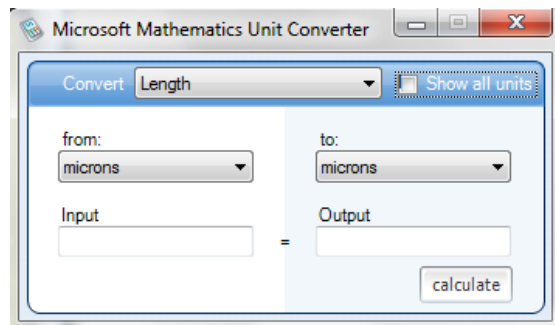 Microsoft Mathematics Unit Converter
Convert Length Show all units
from: to:
microns microns
Input Output
=
calculate